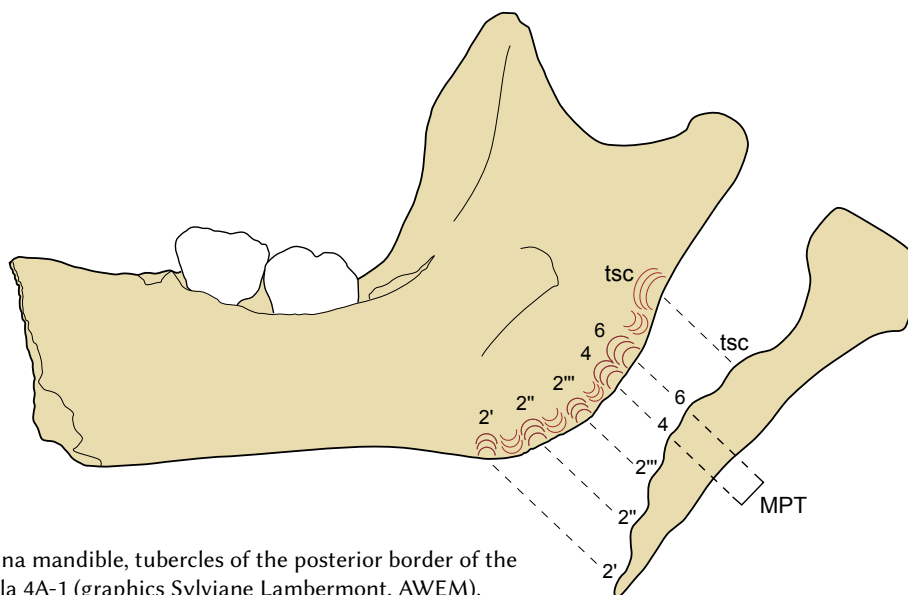 tsc
6
4
2'''
2''
2'
tsc
6
4
2'''
2''
2'
MPT
na mandible, tubercles of the posterior border of the
la 4A-1 (graphics Sylviane Lambermont, AWEM).